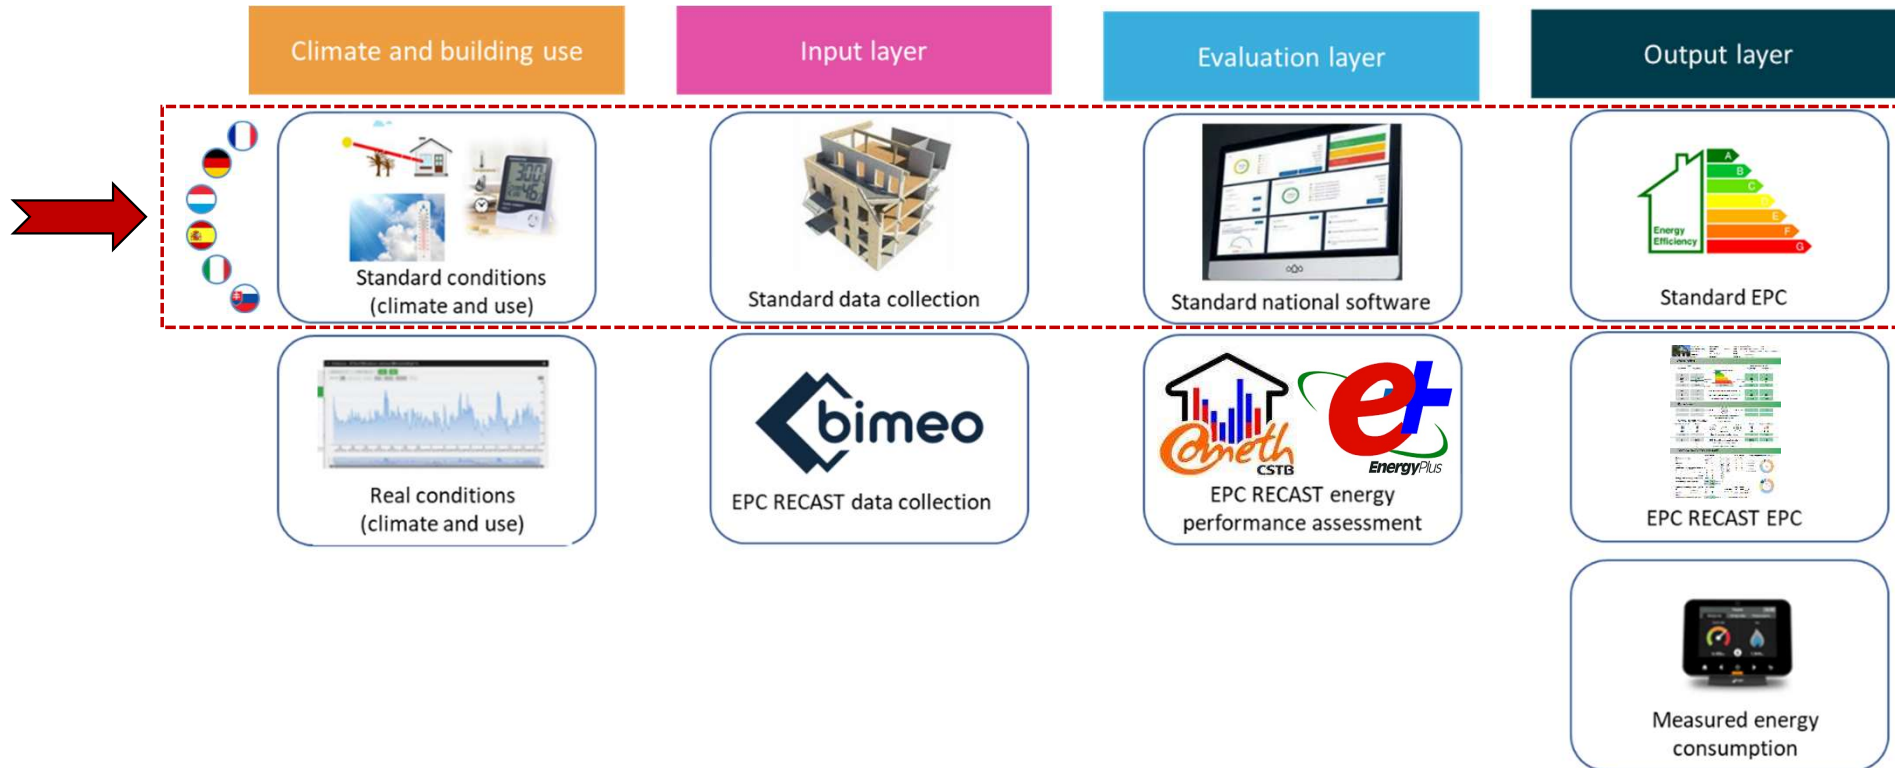 Climate and building use
Input layer
Evaluation layer
Output layer
Standard conditions
(climate and use)
Standard data collection
Standard national software
A
B
C
D
E
F
G
Energy
Efficiency
Standard EPC
Real conditions
(climate and use)
bimeo
EPC RECAST data collection
Cometh
CSTB
e+
EnergyPlus
EPC RECAST energy
performance assessment
EPC RECAST EPC
Measured energy
consumption